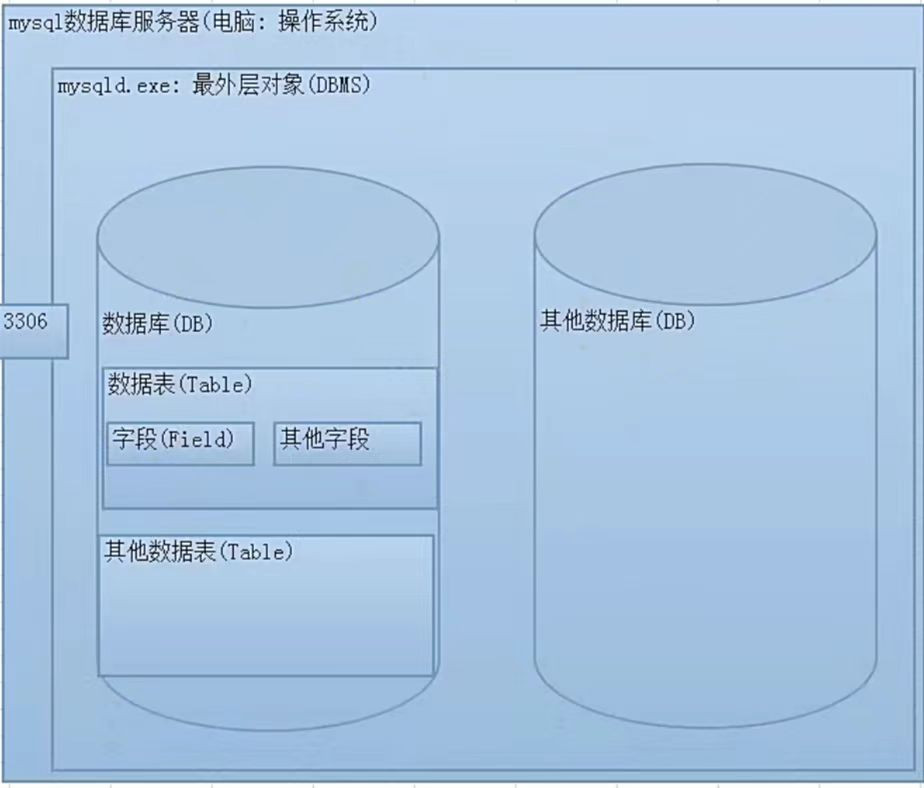 mysql数据库服务器(电脑: 操作系统)
mysqld.exe: 最外层对象(DBMS)
3306
数据库(DB)
数据表(Table)
字段(Field)
其他字段
其他数据表(Table)
其他数据库(DB)